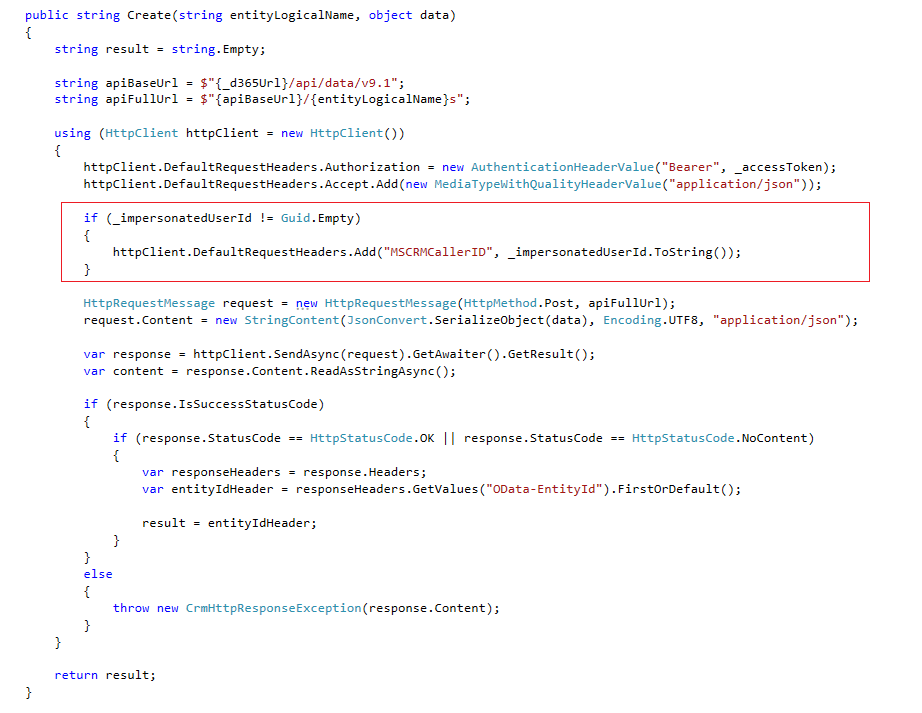 public string Create(string entityLogicalName, object data)
{
    string result = string.Empty;
    string apiBaseUrl = $"{_d365Url}/api/data/v9.1";
    string apiFullUrl = $"{apiBaseUrl}/{entityLogicalName}s";
    using (HttpClient httpClient = new HttpClient())
    {
        httpClient.DefaultRequestHeaders.Authorization = new AuthenticationHeaderValue("Bearer", _accessToken);
        httpClient.DefaultRequestHeaders.Accept.Add(new MediaTypeWithQualityHeaderValue("application/json"));
        if (_impersonatedUserId != Guid.Empty)
        {
            httpClient.DefaultRequestHeaders.Add("MSCRMCallerID", _impersonatedUserId.ToString());
        }
        HttpRequestMessage request = new HttpRequestMessage(HttpMethod.Post, apiFullUrl);
        request.Content = new StringContent(JsonConvert.SerializeObject(data), Encoding.UTF8, "application/json");
        var response = httpClient.SendAsync(request).GetAwaiter().GetResult();
        var content = response.Content.ReadAsStringAsync();
        if (response.IsSuccessStatusCode)
        {
            if (response.StatusCode == HttpStatusCode.OK || response.StatusCode == HttpStatusCode.NoContent)
            {
                var responseHeaders = response.Headers;
                var entityIdHeader = responseHeaders.GetValues("OData-EntityId").FirstOrDefault();
                result = entityIdHeader;
            }
        }
        else
        {
            throw new CrmHttpResponseException(response.Content);
        }
    }
    return result;
}